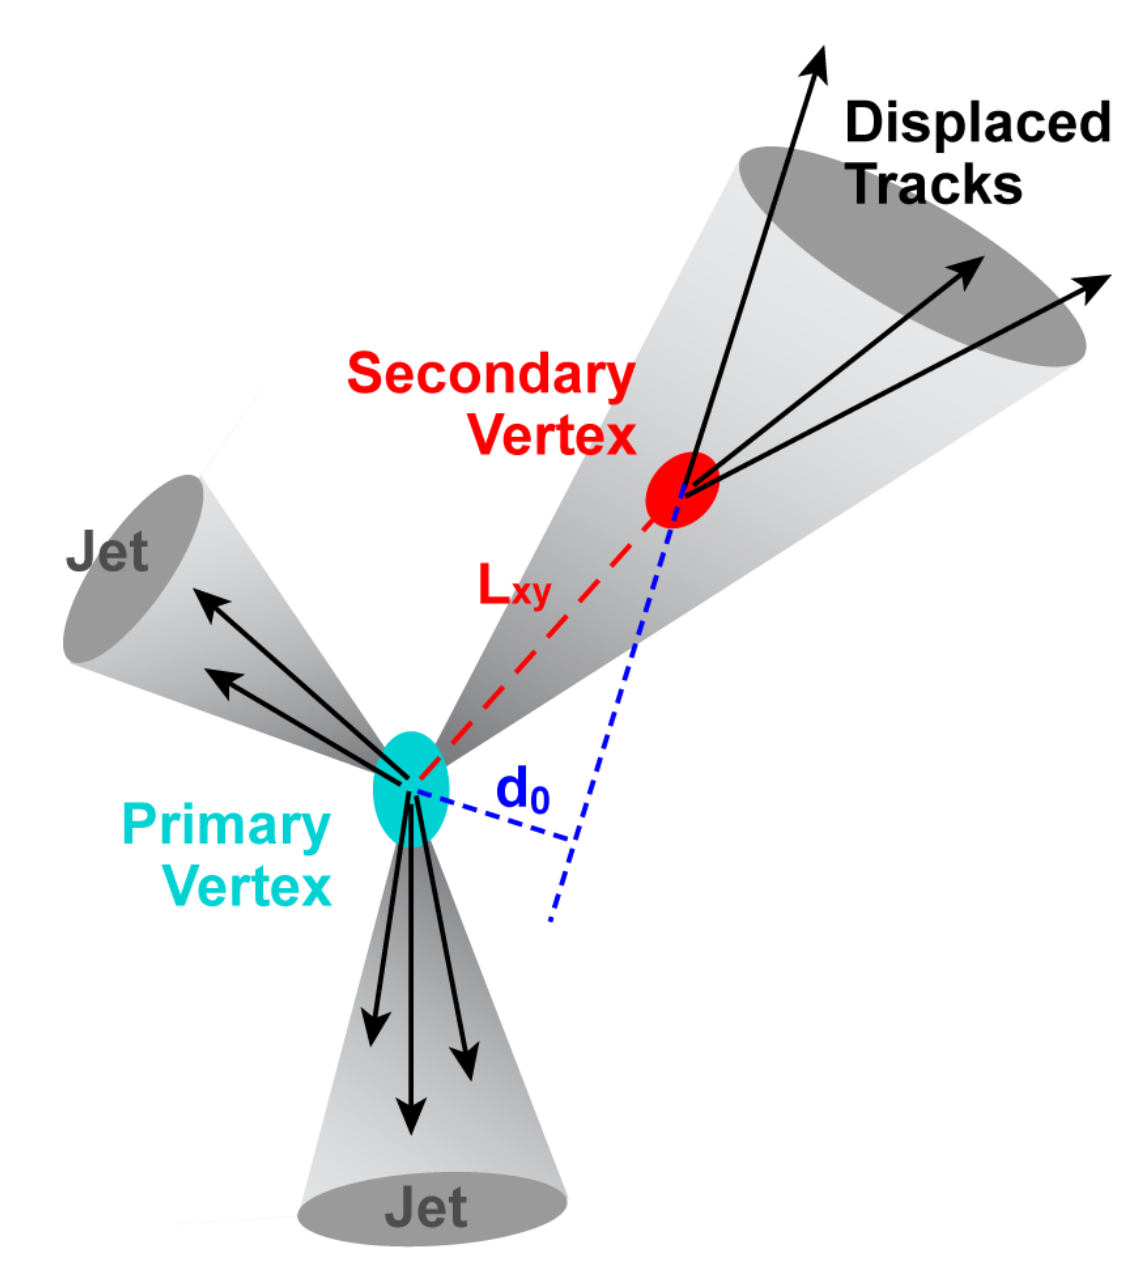 Displaced
Tracks
Secondary
Vertex
Jet
Lxy
d0
Primary
Vertex
Jet